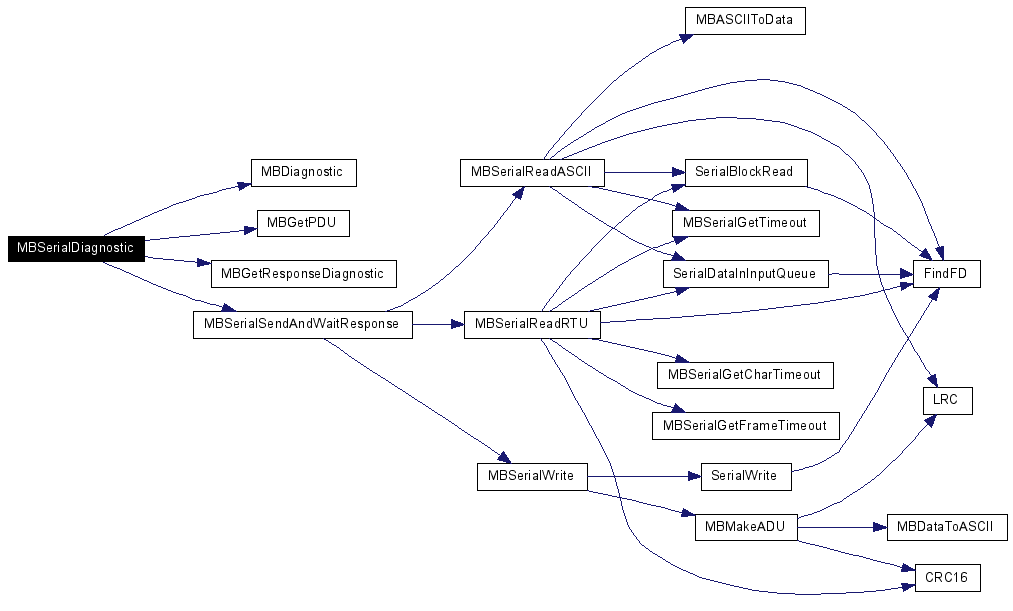 MBASCIIToData
MBSerialReadASCII
SerialBlockRead
MBDiagnostic
MBGetPDU
MBSerialGetTimeout
MBSerialDiagnostic
MBGetResponseDiagnostic
SerialDataInInputQueue
FindFD
MBSerialSendAndWaitResponse
MBSerialReadRTU
MBSerialGetCharTimeout
LRC
MBSerialGetFrameTimeout
MBSerialWrite
SerialWrite
MBMakeADU
MBDataToASCII
CRC16